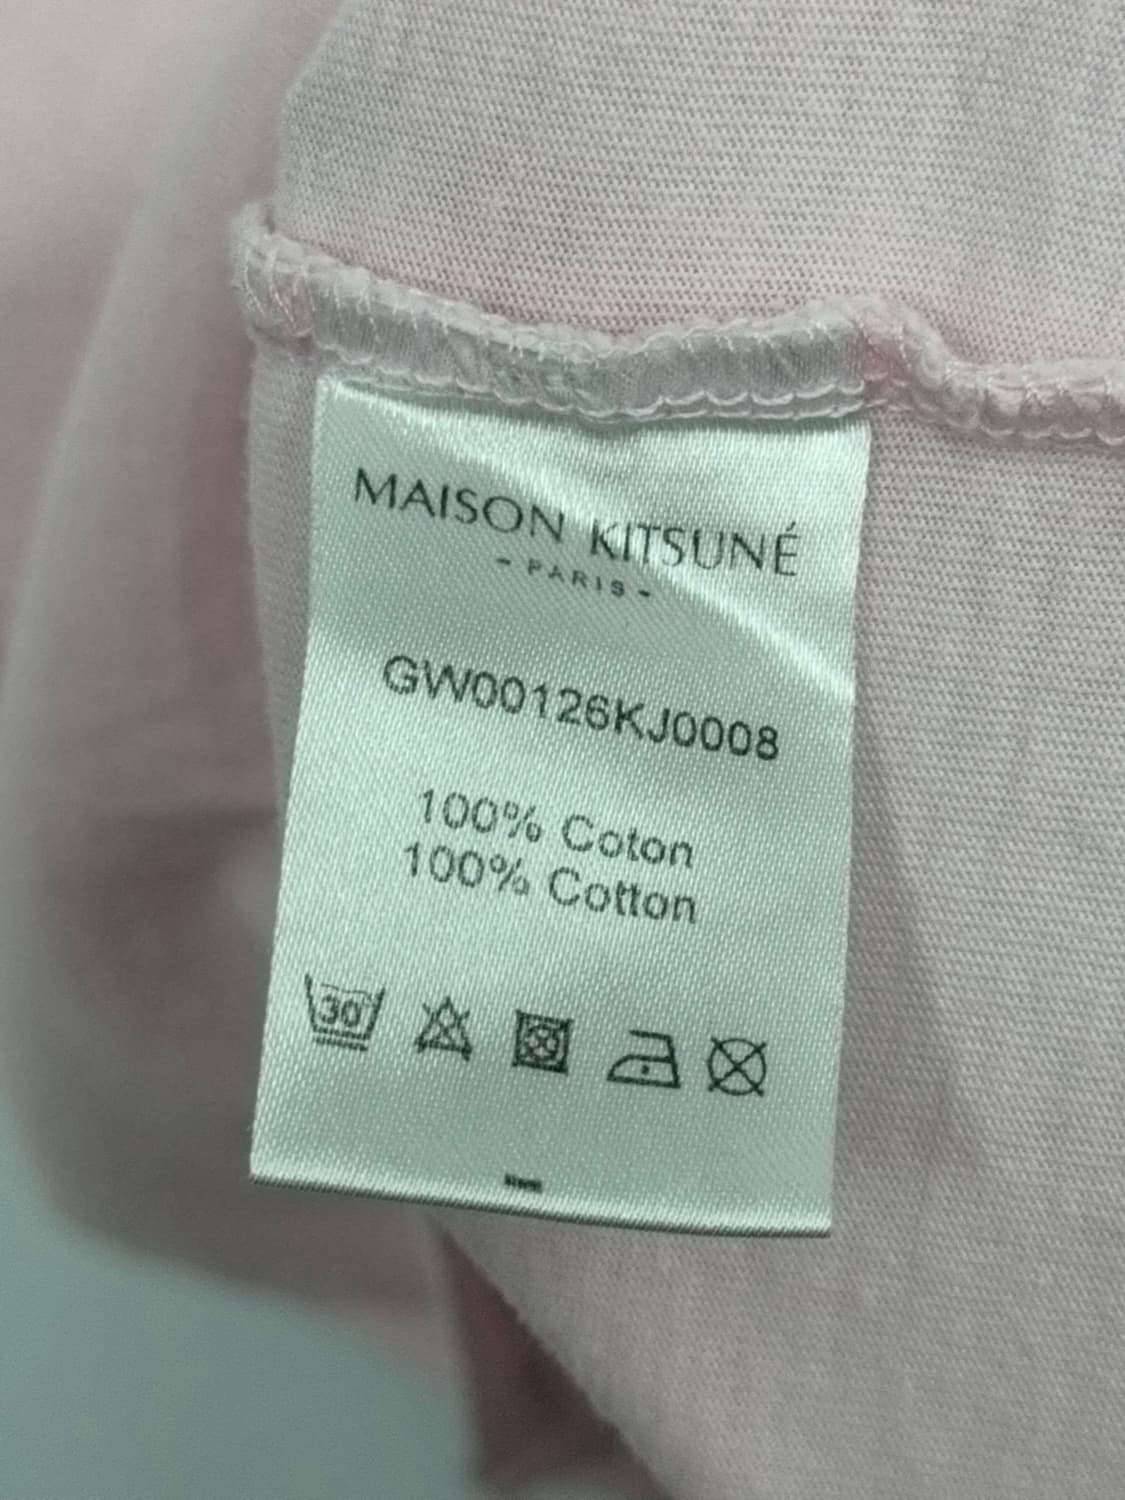 MAISON KITSUNÉ
- PARIS -
GW00126KJ0008
100% Coton
100% Cotton
30°